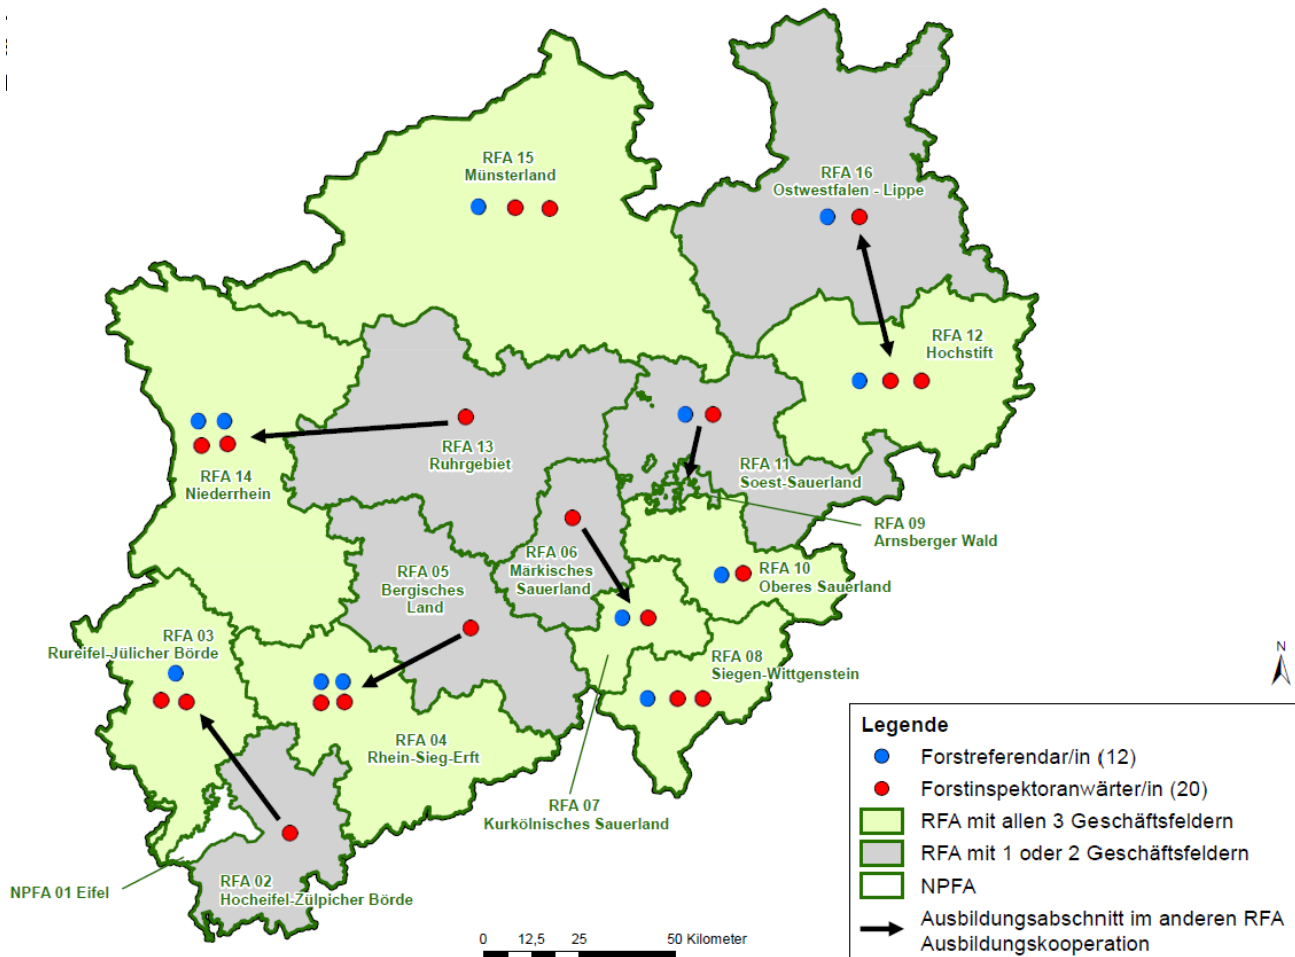 RFA 15
Münsterland
RFA 16
Ostwestfalen - Lippe
RFA 12
Hochstift
RFA 13
Ruhrgebiet
RFA 14
Niederrhein
RFA 11
Soest-Sauerland
RFA 09
Arnsberger Wald
RFA 06
Märkisches
Sauerland
RFA 10
Oberes Sauerland
RFA 05
Bergisches
Land
RFA 03
Rureifel-Jülicher Börde
RFA 08
Siegen-Wittgenstein
RFA 04
Rhein-Sieg-Erft
RFA 07
Kurkölnisches Sauerland
NPFA 01 Eifel
RFA 02
Hocheifel-Zülpicher Börde
N
Legende
Forstreferendar/in (12)
Forstinspektoranwärter/in (20)
RFA mit allen 3 Geschäftsfeldern
RFA mit 1 oder 2 Geschäftsfeldern
NPFA
Ausbildungsabschnitt im anderen RFA
Ausbildungskooperation
0 12,5 25 50 Kilometer